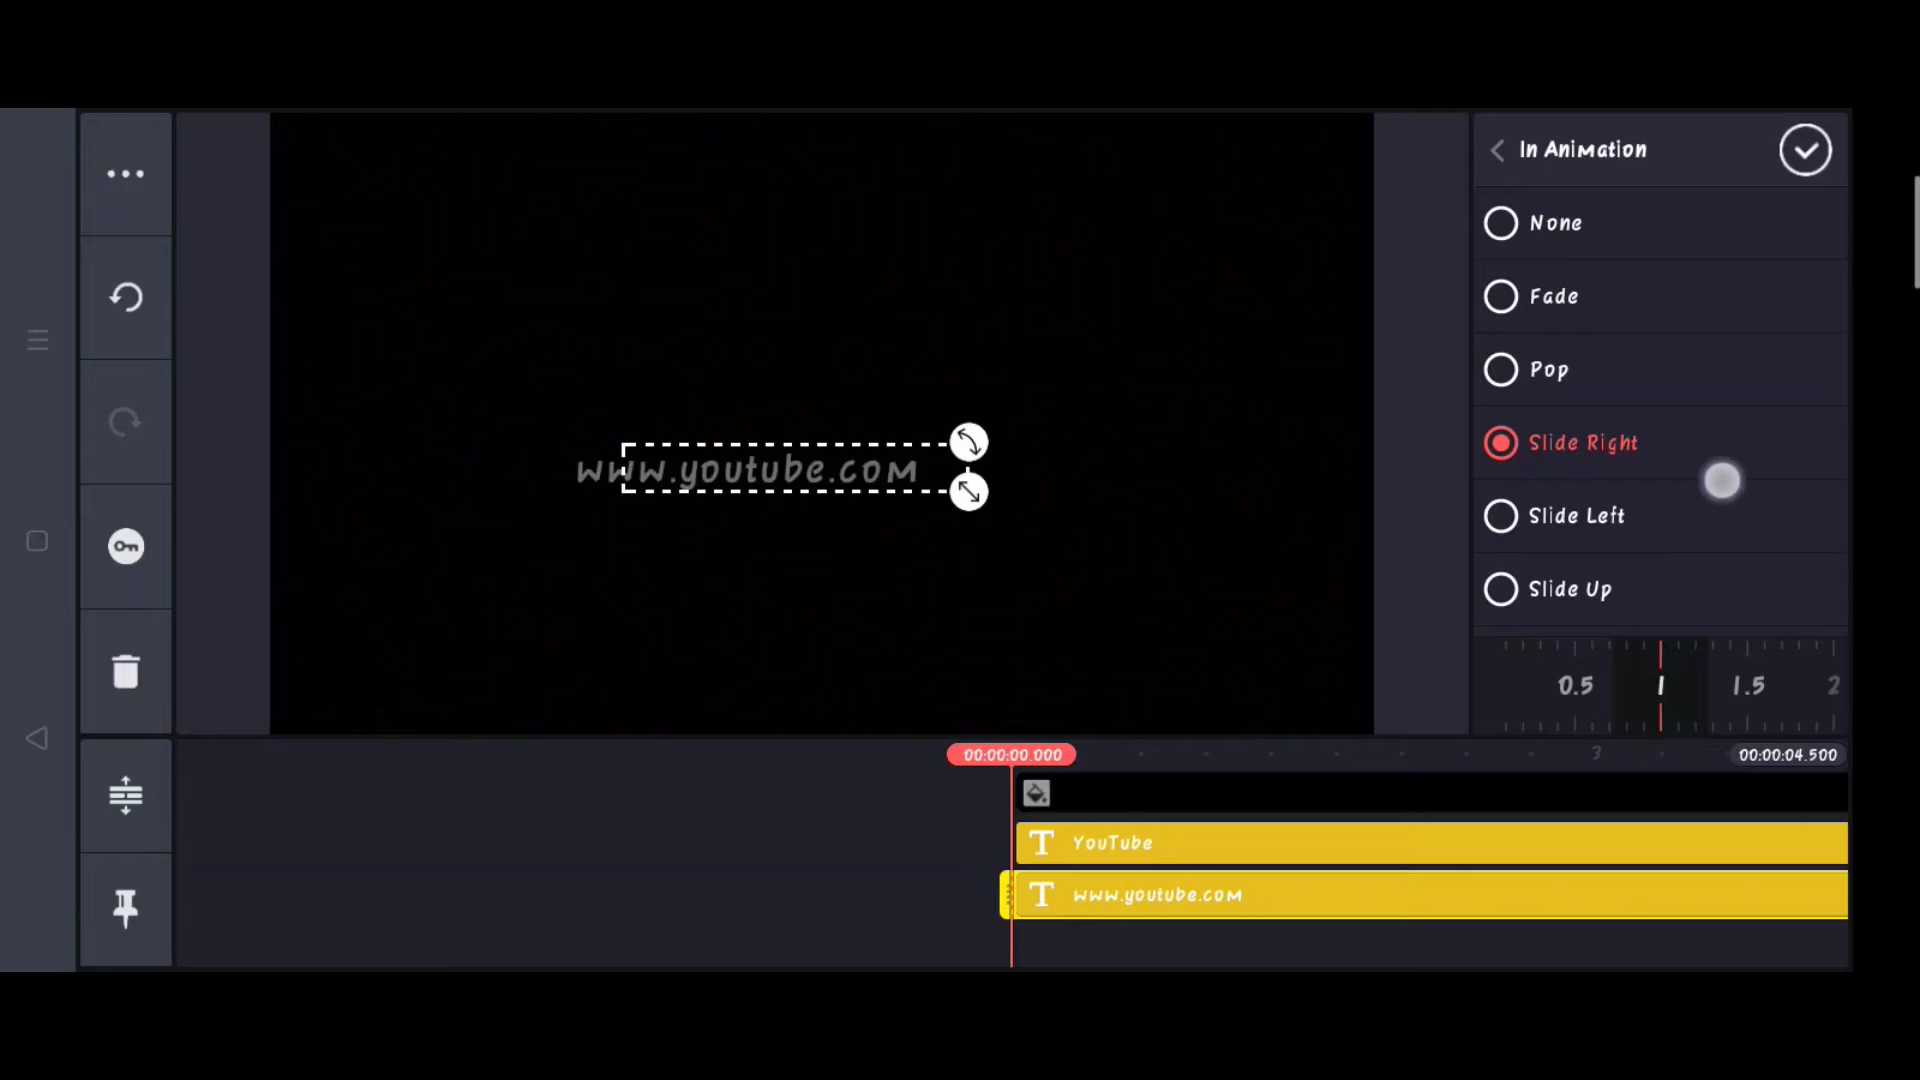 In Animation
None
Fade
Pop
Slide Right
Slide Left
Slide Up
0.5 1 1.5 2
www.youtube.com
00:00:00.000 3 00:00:04.500
T YouTube
T www.youtube.com